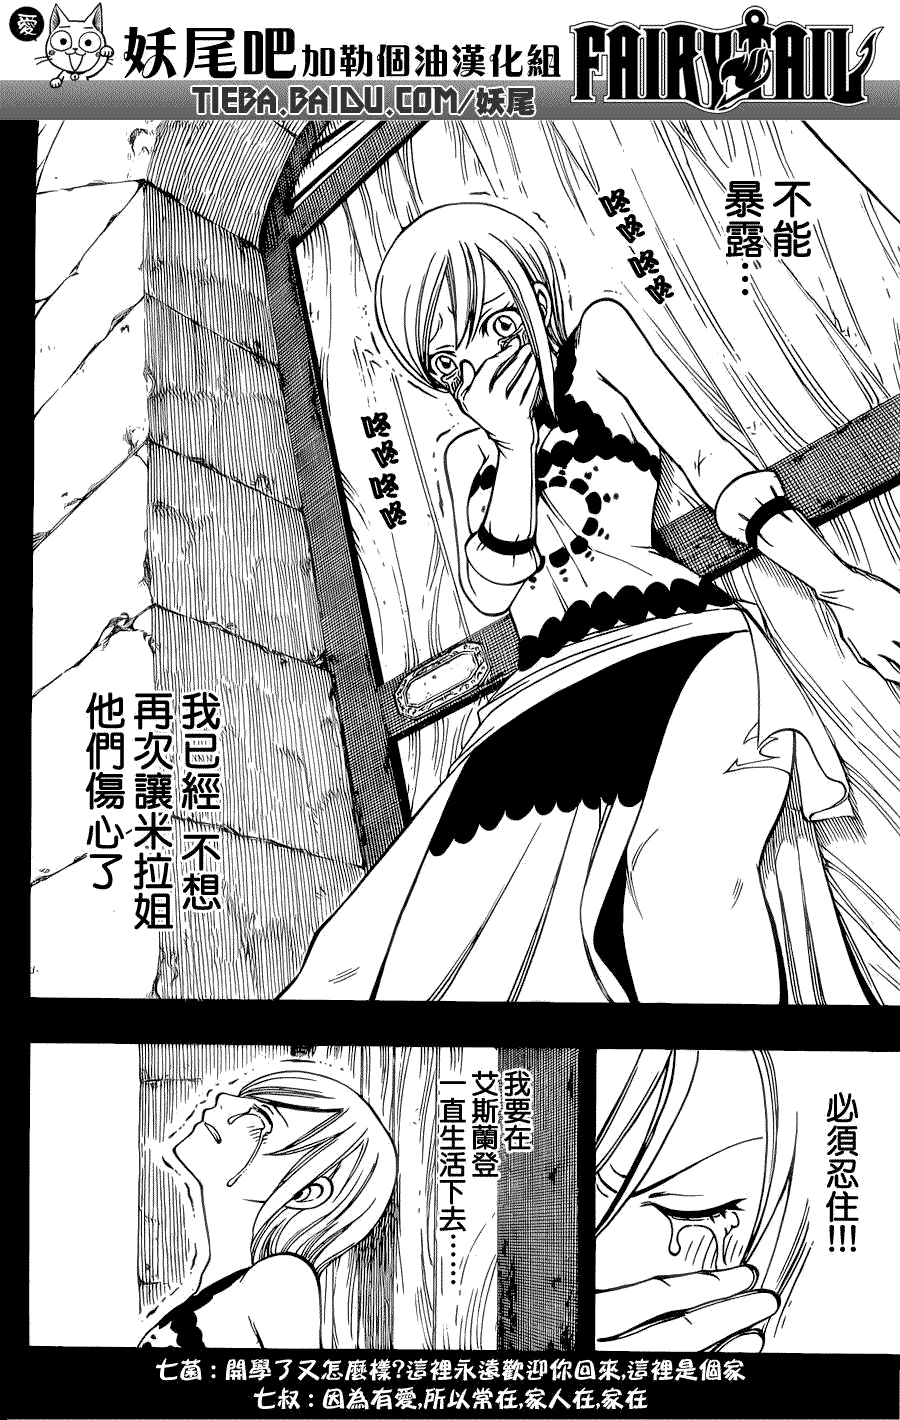 愛
妖尾吧 加勒個油漢化組
FAIRY TAIL
TIEBA.BAIDU.COM/妖尾
不能
暴露…
咚咚咚咚
咚咚咚咚
我已經 不想
再次讓米拉姐
他們傷心了
必須忍住!!!
我要在
艾斯蘭登
一直生活下去……
七菌：開學了又怎麼樣?這裡永遠歡迎你回來,這裡是個家
七叔：因為有愛,所以常在,家人在,家在